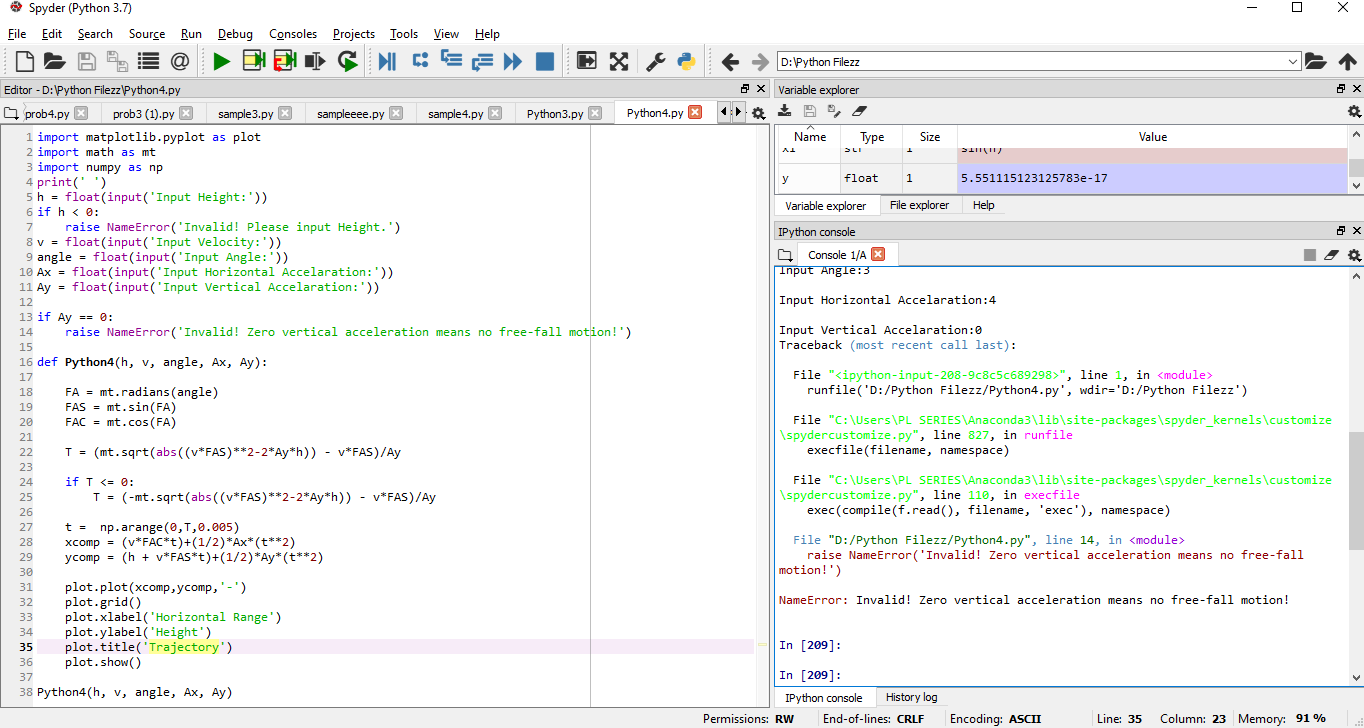 Spyder (Python 3.7)
File Edit Search Source Run Debug Consoles Projects Tools View Help
D:\Python Filezz
Editor - D:\Python Filezz\Python4.py
prob4.py prob3 (1).py sample3.py sampleeee.py sample4.py Python3.py Python4.py
1 import matplotlib.pyplot as plot
2 import math as mt
3 import numpy as np
4 print(' ')
5 h = float(input('Input Height:'))
6 if h < 0:
7     raise NameError('Invalid! Please input Height.')
8 v = float(input('Input Velocity:'))
9 angle = float(input('Input Angle:'))
10 Ax = float(input('Input Horizontal Accelaration:'))
11 Ay = float(input('Input Vertical Accelaration:'))
12
13 if Ay == 0:
14     raise NameError('Invalid! Zero vertical acceleration means no free-fall motion!')
15
16 def Python4(h, v, angle, Ax, Ay):
17
18     FA = mt.radians(angle)
19     FAS = mt.sin(FA)
20     FAC = mt.cos(FA)
21
22     T = (mt.sqrt(abs((v*FAS)**2-2*Ay*h)) - v*FAS)/Ay
23
24     if T <= 0:
25         T = (-mt.sqrt(abs((v*FAS)**2-2*Ay*h)) - v*FAS)/Ay
26
27     t =  np.arange(0,T,0.005)
28     xcomp = (v*FAC*t)+(1/2)*Ax*(t**2)
29     ycomp = (h + v*FAS*t)+(1/2)*Ay*(t**2)
30
31     plot.plot(xcomp,ycomp,'-')
32     plot.grid()
33     plot.xlabel('Horizontal Range')
34     plot.ylabel('Height')
35     plot.title('Trajectory')
36     plot.show()
37
38 Python4(h, v, angle, Ax, Ay)
Variable explorer
Name Type Size Value
x1 str 1 sin(n)
y float 1 5.551115123125783e-17
Variable explorer File explorer Help
IPython console
Console 1/A
Input Angle:3
Input Horizontal Accelaration:4
Input Vertical Accelaration:0
Traceback (most recent call last):
File "<ipython-input-208-9c8c5c689298>", line 1, in <module>
runfile('D:/Python Filezz/Python4.py', wdir='D:/Python Filezz')
File "C:\Users\PL SERIES\Anaconda3\lib\site-packages\spyder_kernels\customize
\spydercustomize.py", line 827, in runfile
execfile(filename, namespace)
File "C:\Users\PL SERIES\Anaconda3\lib\site-packages\spyder_kernels\customize
\spydercustomize.py", line 110, in execfile
exec(compile(f.read(), filename, 'exec'), namespace)
File "D:/Python Filezz/Python4.py", line 14, in <module>
raise NameError('Invalid! Zero vertical acceleration means no free-fall
motion!')
NameError: Invalid! Zero vertical acceleration means no free-fall motion!
In [209]:
In [209]:
IPython console History log
Permissions: RW End-of-lines: CRLF Encoding: ASCII Line: 35 Column: 23 Memory: 91 %